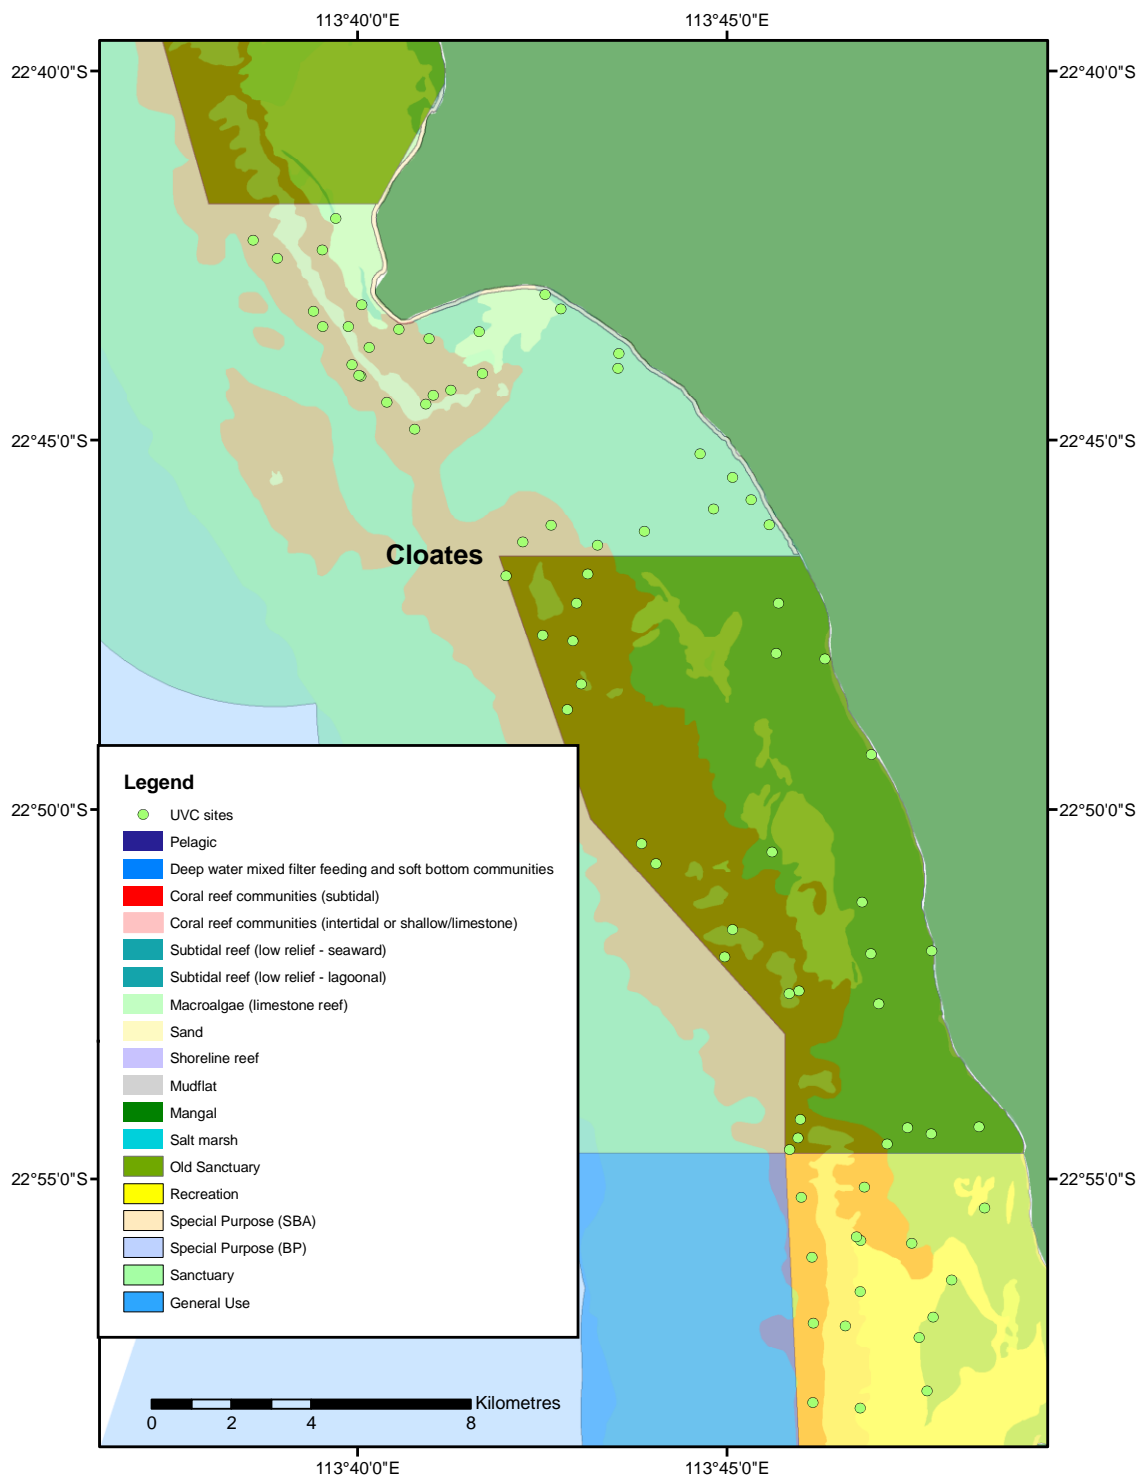 113°40'0"E 113°45'0"E
22°40'0"S 22°40'0"S
22°45'0"S 22°45'0"S
Cloates
22°50'0"S 22°50'0"S
22°55'0"S 22°55'0"S
Legend
UVC sites
Pelagic
Deep water mixed filter feeding and soft bottom communities
Coral reef communities (subtidal)
Coral reef communities (intertidal or shallow/limestone)
Subtidal reef (low relief - seaward)
Subtidal reef (low relief - lagoonal)
Macroalgae (limestone reef)
Sand
Shoreline reef
Mudflat
Mangal
Salt marsh
Old Sanctuary
Recreation
Special Purpose (SBA)
Special Purpose (BP)
Sanctuary
General Use
Kilometres
0 2 4 8
113°40'0"E 113°45'0"E